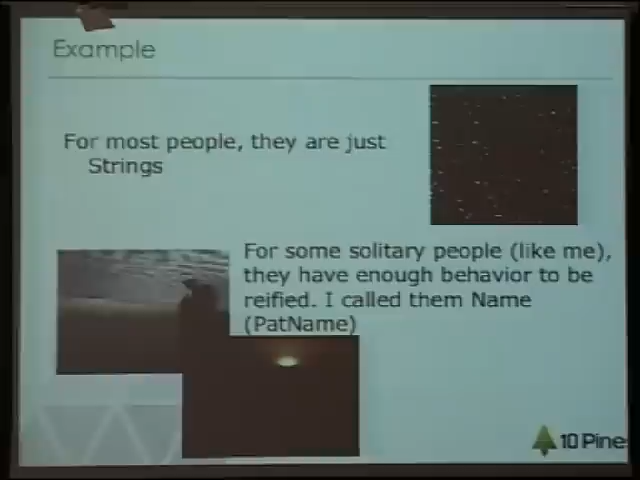 Example
For most people, they are just
Strings
For some solitary people (like me),
they have enough behavior to be
reified. I called them Name
(PatName)
10 Pine